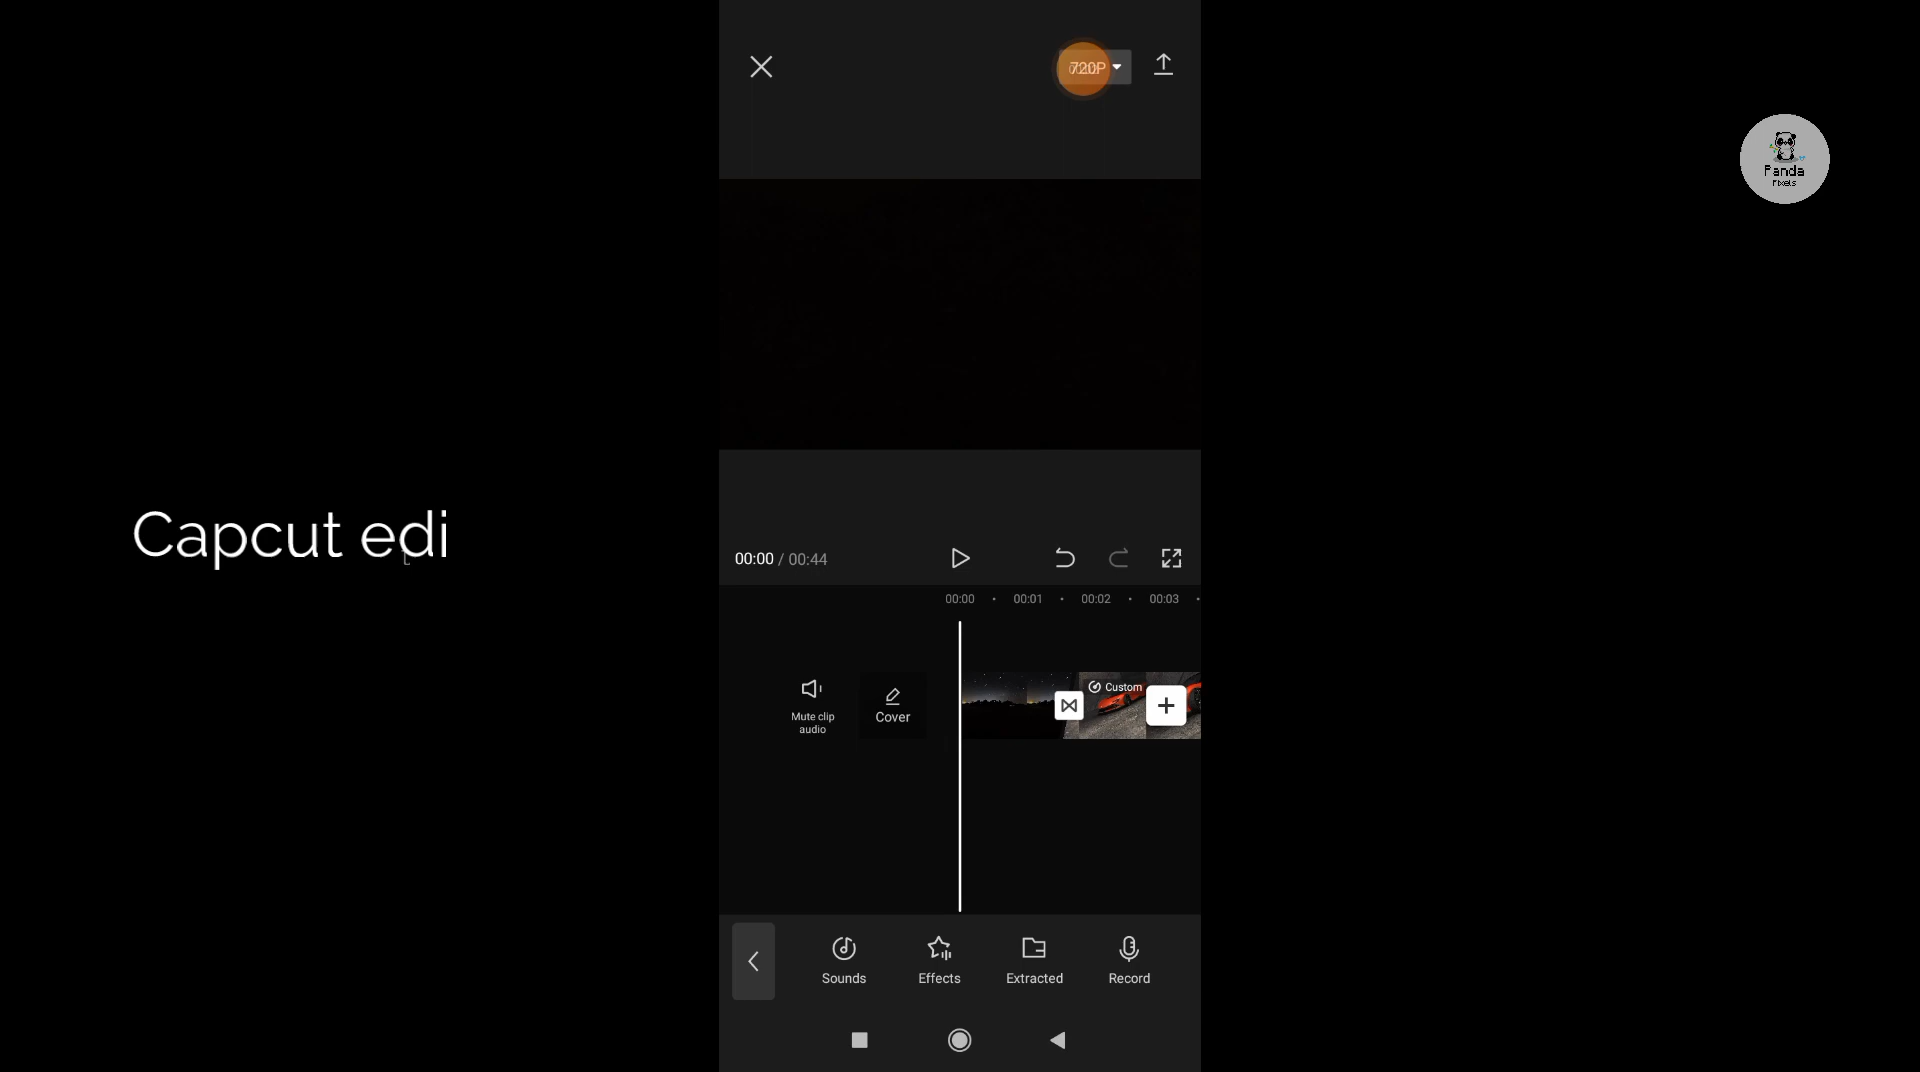 720P
Panda
Pixels
Capcut edi
00:00 / 00:44
00:00 00:01 00:02 00:03
Mute clip
audio
Cover
Custom
Sounds
Effects
Extracted
Record